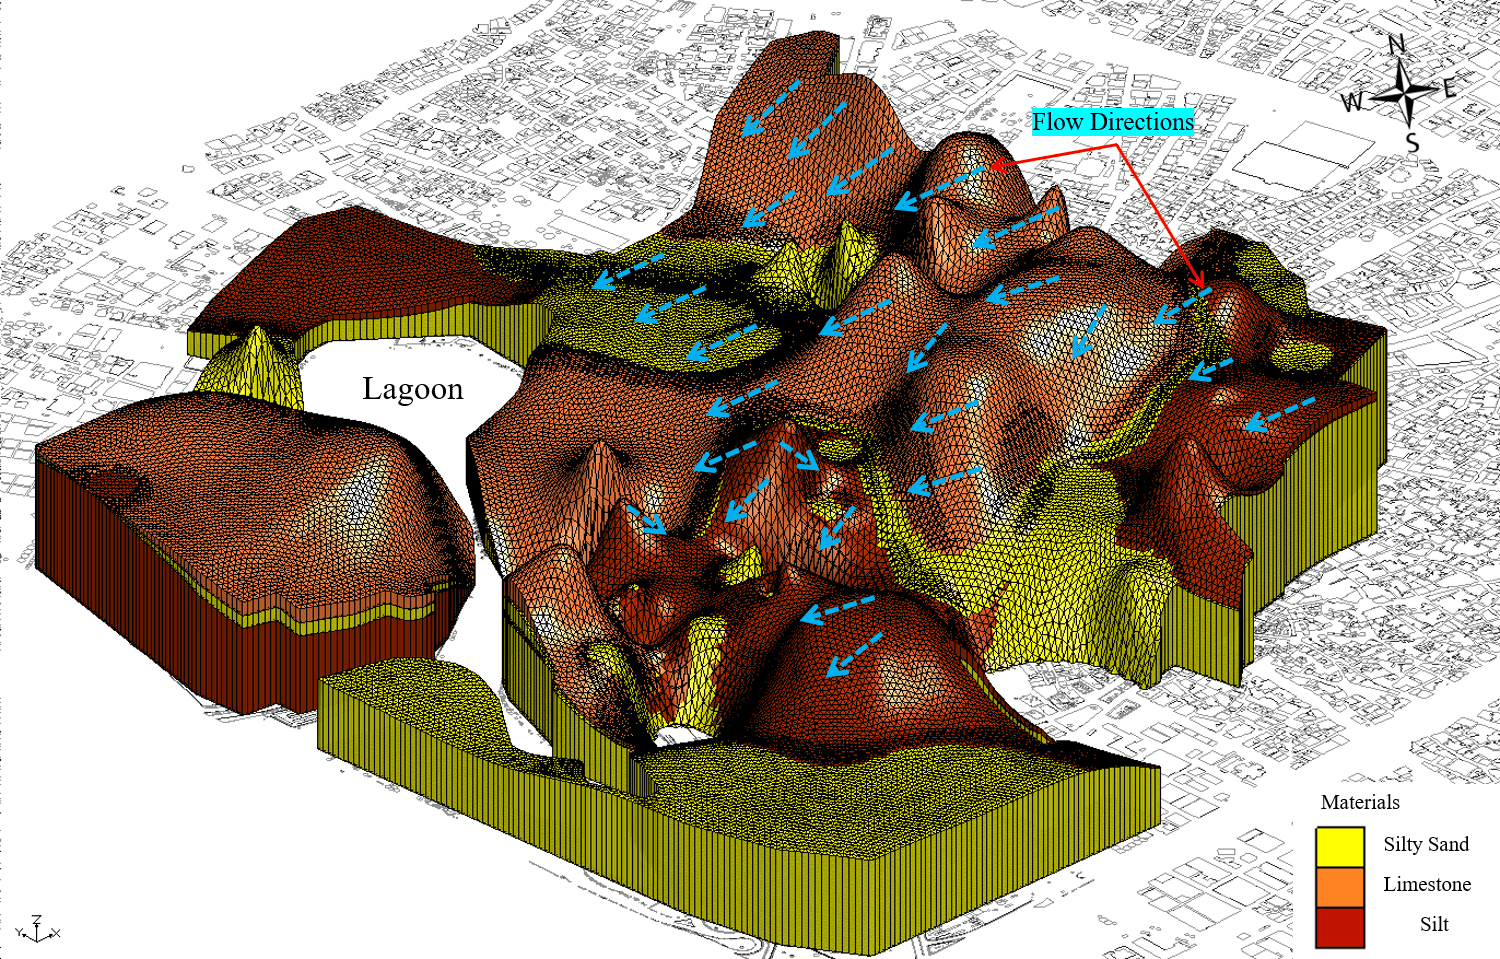 N
W E
S
Flow Directions
Lagoon
Materials
Silty Sand
Limestone
Silt
Z
Y X